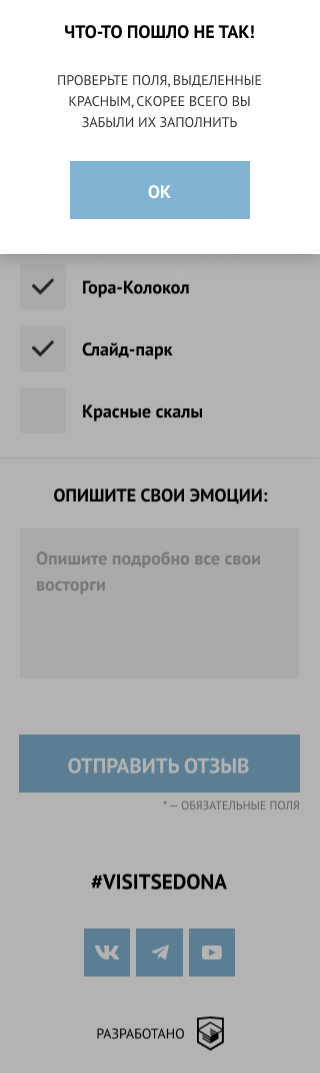 ЧТО-ТО ПОШЛО НЕ ТАК!
ПРОВЕРЬТЕ ПОЛЯ, ВЫДЕЛЕННЫЕ
КРАСНЫМ, СКОРЕЕ ВСЕГО ВЫ
ЗАБЫЛИ ИХ ЗАПОЛНИТЬ
ОК
Гора-Колокол
Слайд-парк
Красные скалы
ОПИШИТЕ СВОИ ЭМОЦИИ:
Опишите подробно все свои
восторги
ОТПРАВИТЬ ОТЗЫВ
* — ОБЯЗАТЕЛЬНЫЕ ПОЛЯ
#VISITSEDONA
РАЗРАБОТАНО